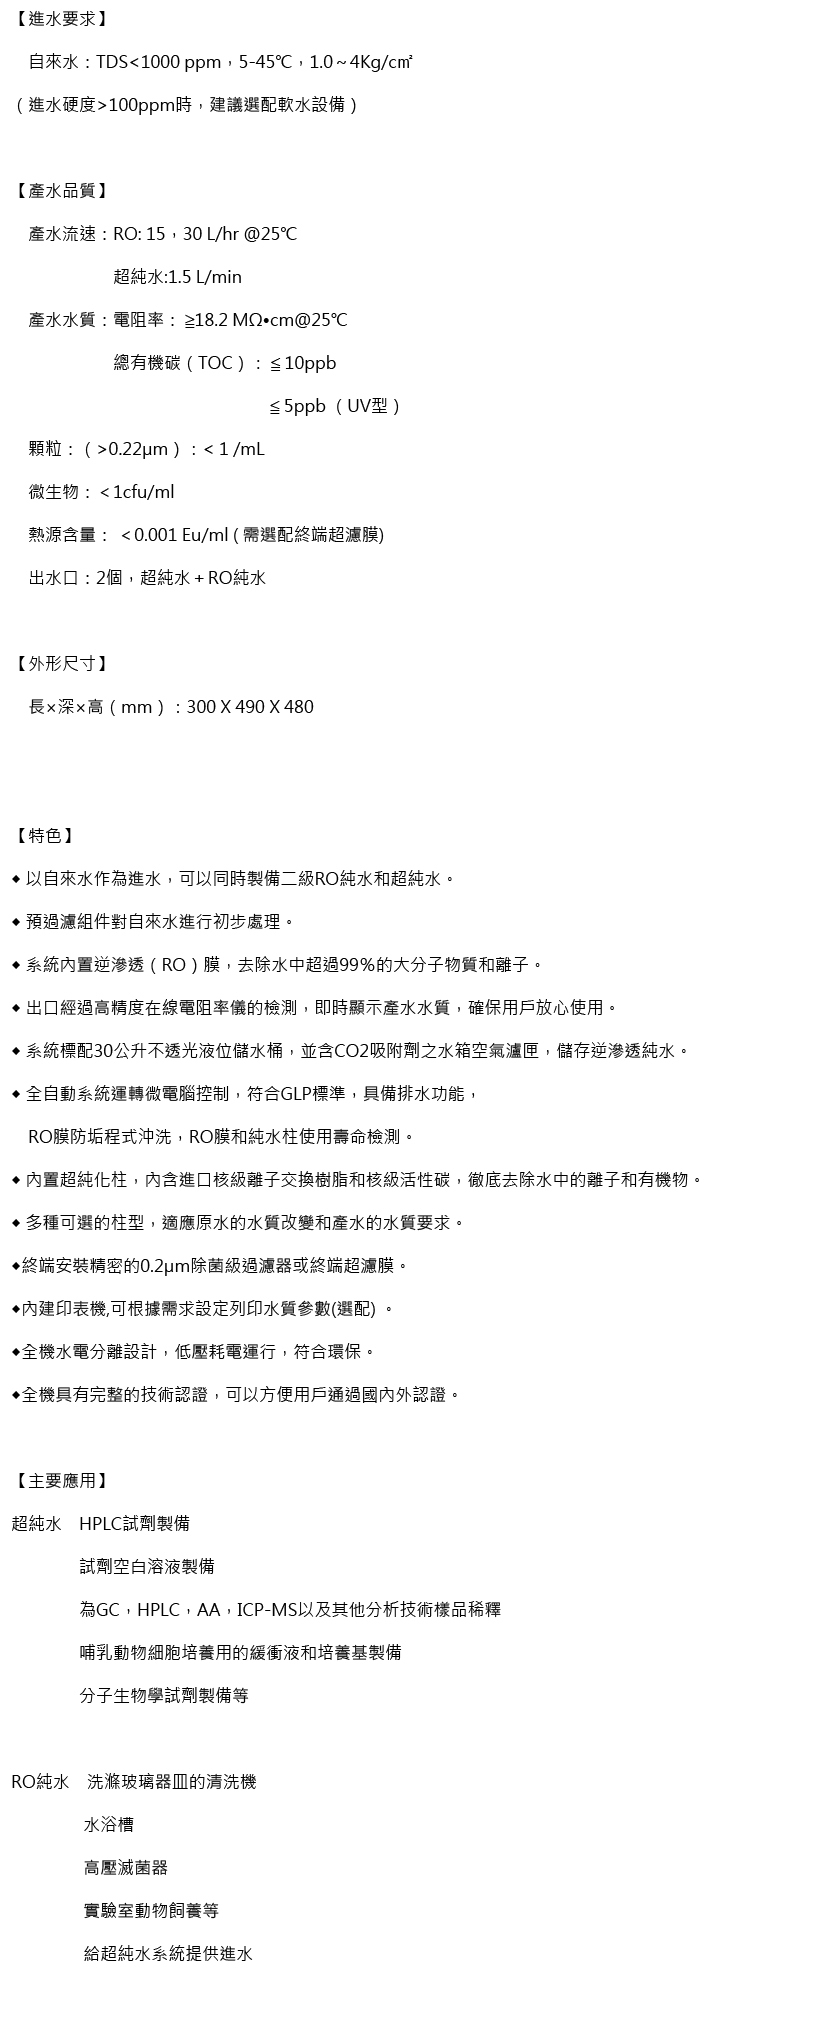 【進水要求】
自來水：TDS<1000 ppm，5-45℃，1.0～4Kg/c㎡
（進水硬度>100ppm時，建議選配軟水設備）
【產水品質】
產水流速：RO: 15，30 L/hr @25℃
超純水:1.5 L/min
產水水質：電阻率： ≧18.2 MΩ•cm@25℃
總有機碳（TOC）：≦10ppb
≦5ppb （UV型）
顆粒：（>0.22μm）：< 1 /mL
微生物：＜1cfu/ml
熱源含量： ＜0.001 Eu/ml ( 需選配終端超濾膜)
出水口：2個，超純水＋RO純水
【外形尺寸】
長×深×高（mm）：300 X 490 X 480
【特色】
◆ 以自來水作為進水，可以同時製備二級RO純水和超純水。
◆ 預過濾組件對自來水進行初步處理。
◆ 系統內置逆滲透（RO）膜，去除水中超過99％的大分子物質和離子。
◆ 出口經過高精度在線電阻率儀的檢測，即時顯示產水水質，確保用戶放心使用。
◆ 系統標配30公升不透光液位儲水桶，並含CO2吸附劑之水箱空氣濾匣，儲存逆滲透純水。
◆ 全自動系統運轉微電腦控制，符合GLP標準，具備排水功能，
RO膜防垢程式沖洗，RO膜和純水柱使用壽命檢測。
◆ 內置超純化柱，內含進口核級離子交換樹脂和核級活性碳，徹底去除水中的離子和有機物。
◆ 多種可選的柱型，適應原水的水質改變和產水的水質要求。
◆終端安裝精密的0.2μm除菌級過濾器或終端超濾膜。
◆內建印表機,可根據需求設定列印水質參數(選配) 。
◆全機水電分離設計，低壓耗電運行，符合環保。
◆全機具有完整的技術認證，可以方便用戶通過國內外認證。
【主要應用】
超純水　HPLC試劑製備
試劑空白溶液製備
為GC，HPLC，AA，ICP-MS以及其他分析技術樣品稀釋
哺乳動物細胞培養用的緩衝液和培養基製備
分子生物學試劑製備等
RO純水　洗滌玻璃器皿的清洗機
水浴槽
高壓滅菌器
實驗室動物飼養等
給超純水系統提供進水